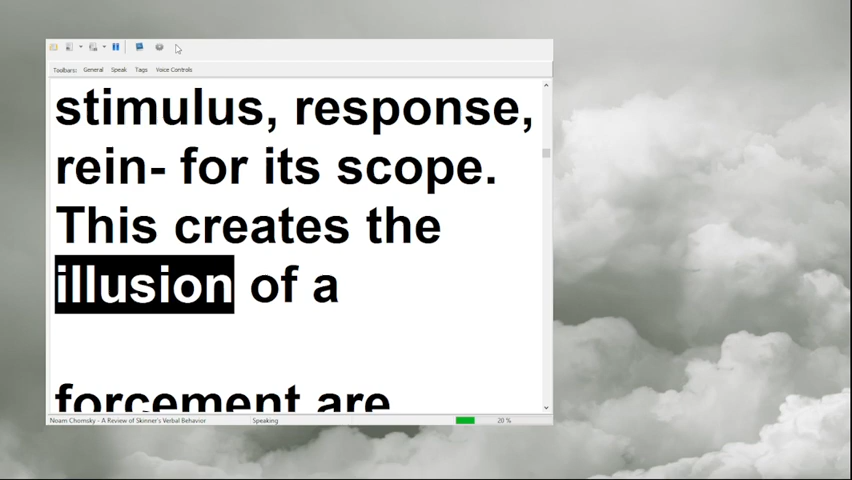 Toolbars: General Speak Tags Voice Controls
stimulus, response,
rein- for its scope.
This creates the
illusion of a
forcement are
Noam Chomsky - A Review of Skinner's Verbal Behavior Speaking 20 %